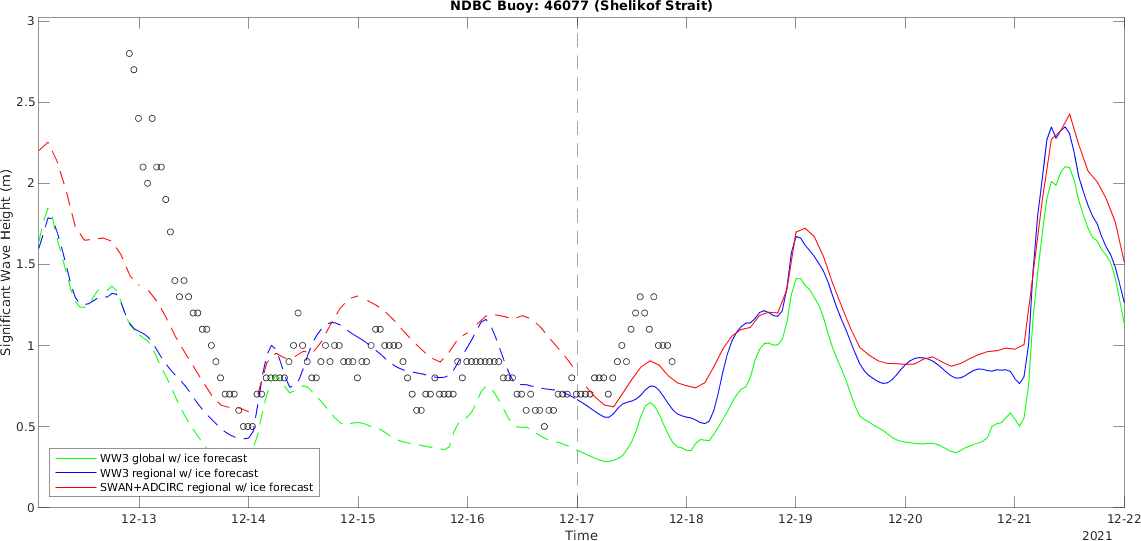 NDBC Buoy: 46077 (Shelikof Strait)
3
2.5
2
1.5
1
0.5
0
Significant Wave Height (m)
WW3 global w/ ice forecast
WW3 regional w/ ice forecast
SWAN+ADCIRC regional w/ ice forecast
12-13 12-14 12-15 12-16 12-17 12-18 12-19 12-20 12-21 12-22
Time
2021